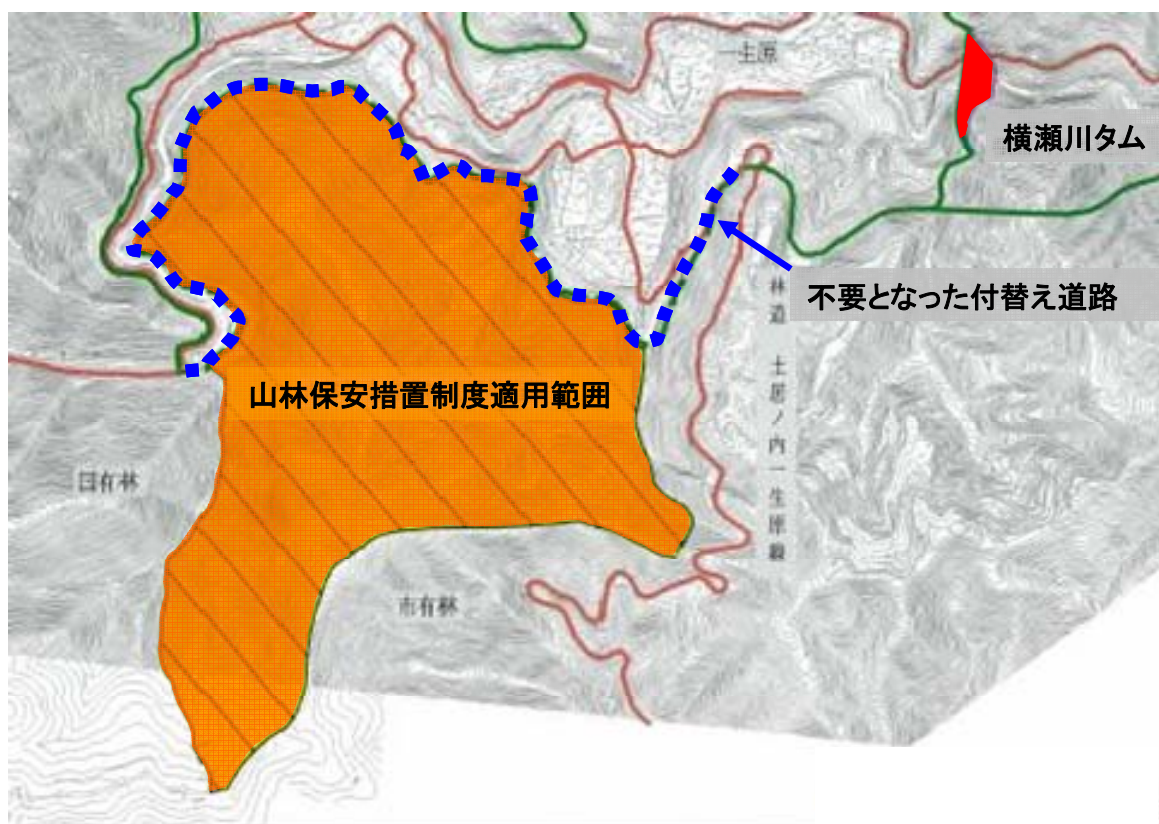 一生原
横瀬川タム
不要となった付替え道路
林道 土居ノ内一生原線
山林保安措置制度適用範囲
国有林
市有林